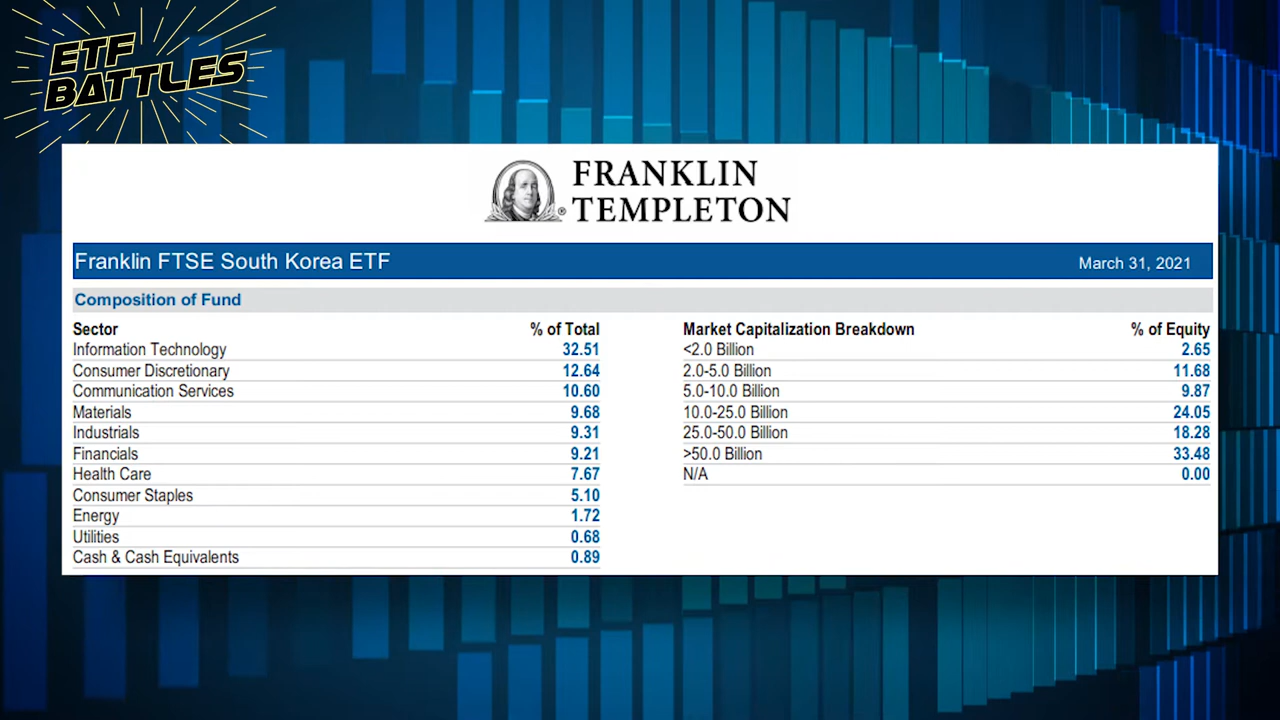 ETF
BATTLES
FRANKLIN
TEMPLETON
Franklin FTSE South Korea ETF March 31, 2021
Composition of Fund
Sector % of Total Market Capitalization Breakdown % of Equity
Information Technology 32.51 <2.0 Billion 2.65
Consumer Discretionary 12.64 2.0-5.0 Billion 11.68
Communication Services 10.60 5.0-10.0 Billion 9.87
Materials 9.68 10.0-25.0 Billion 24.05
Industrials 9.31 25.0-50.0 Billion 18.28
Financials 9.21 >50.0 Billion 33.48
Health Care 7.67 N/A 0.00
Consumer Staples 5.10
Energy 1.72
Utilities 0.68
Cash & Cash Equivalents 0.89